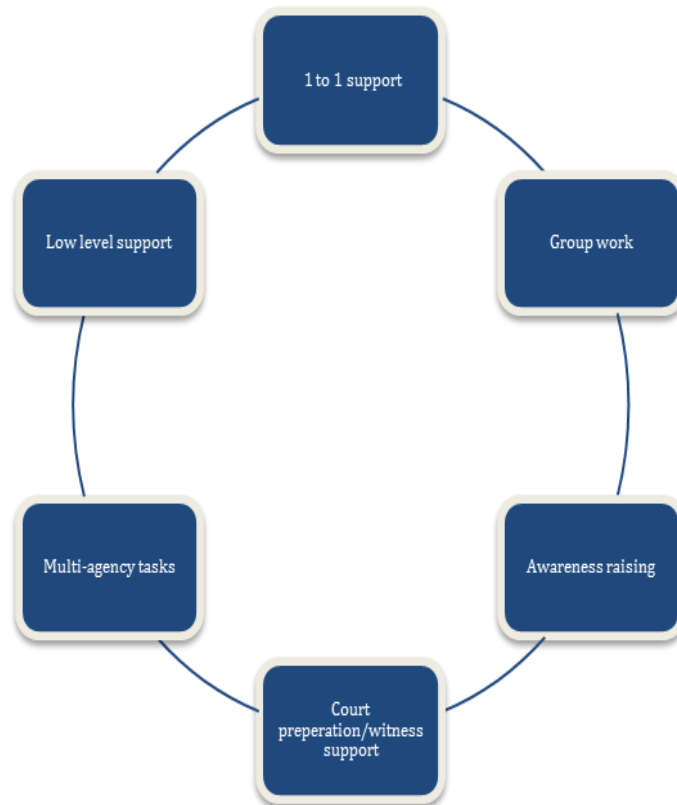 1 to 1 support
Low level support
Group work
Multi-agency tasks
Awareness raising
Court
preperation/witness
support